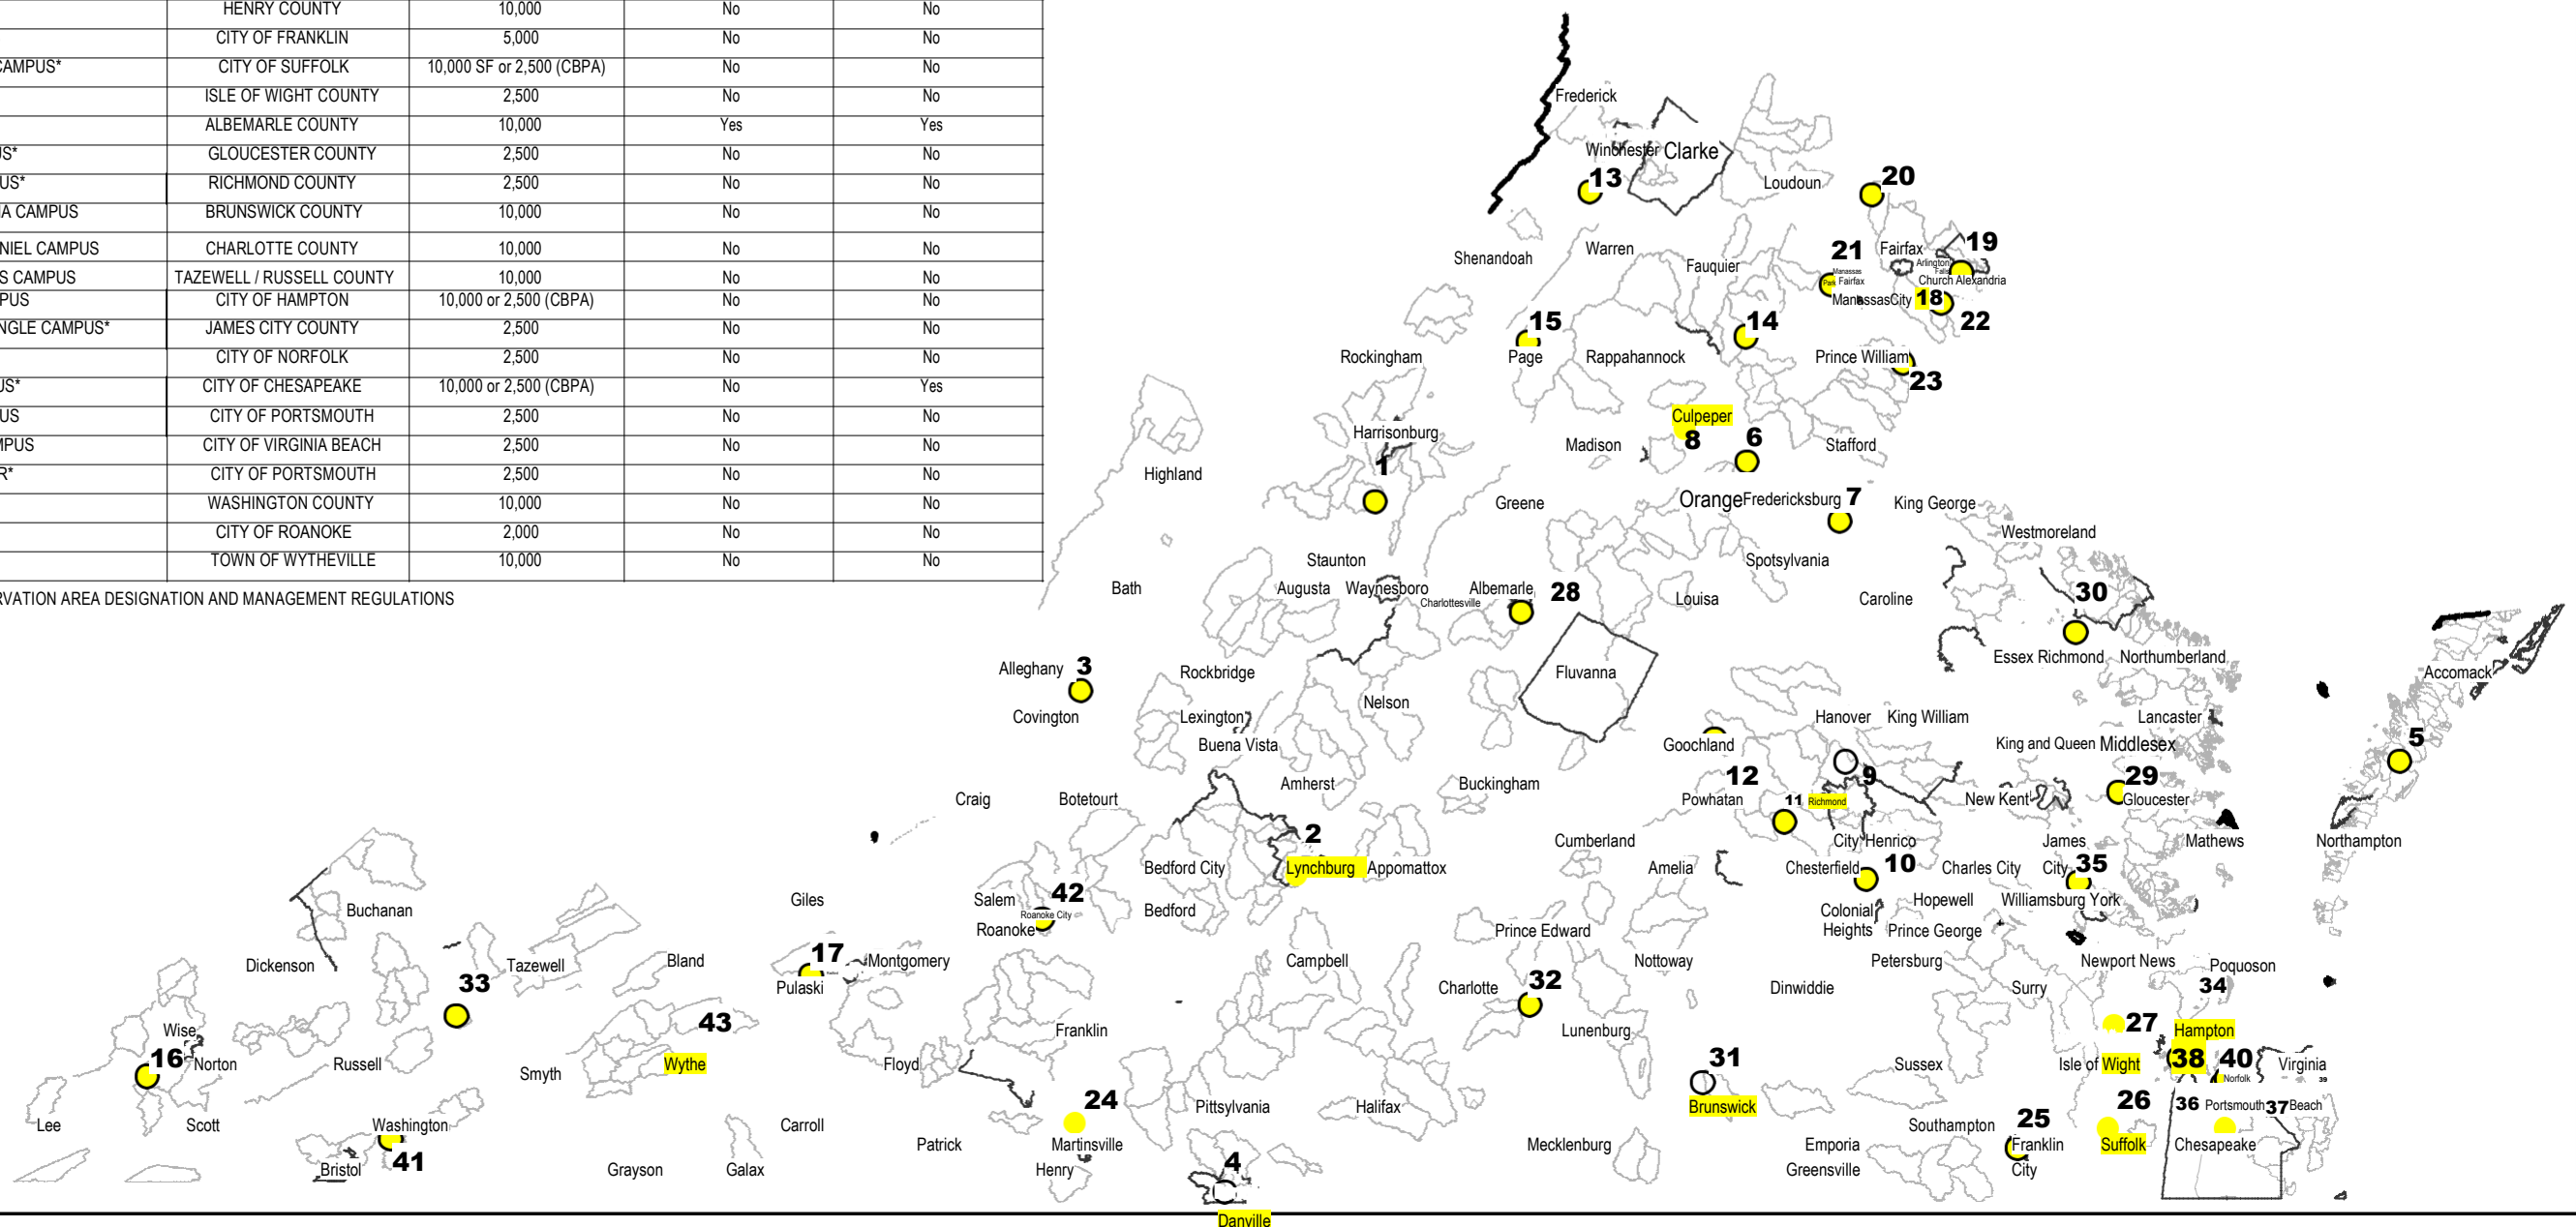 HENRY COUNTY 10,000 No No
CITY OF FRANKLIN 5,000 No No
CAMPUS* CITY OF SUFFOLK 10,000 SF or 2,500 (CBPA) No No
ISLE OF WIGHT COUNTY 2,500 No No
ALBEMARLE COUNTY 10,000 Yes Yes
US* GLOUCESTER COUNTY 2,500 No No
US* RICHMOND COUNTY 2,500 No No
IA CAMPUS BRUNSWICK COUNTY 10,000 No No
NIEL CAMPUS CHARLOTTE COUNTY 10,000 No No
S CAMPUS TAZEWELL / RUSSELL COUNTY 10,000 No No
PUS CITY OF HAMPTON 10,000 or 2,500 (CBPA) No No
NGLE CAMPUS* JAMES CITY COUNTY 2,500 No No
CITY OF NORFOLK 2,500 No No
US* CITY OF CHESAPEAKE 10,000 or 2,500 (CBPA) No Yes
US CITY OF PORTSMOUTH 2,500 No No
MPUS CITY OF VIRGINIA BEACH 2,500 No No
R* CITY OF PORTSMOUTH 2,500 No No
WASHINGTON COUNTY 10,000 No No
CITY OF ROANOKE 2,000 No No
TOWN OF WYTHEVILLE 10,000 No No
RVATION AREA DESIGNATION AND MANAGEMENT REGULATIONS
Frederick
Winchester Clarke
13
Loudoun
20
Shenandoah
Warren
Fauquier
21
Fairfax
19
Arlington
Falls
Manassas
Park Fairfax
Church Alexandria
Manassas City 18
22
15
14
Rockingham
Page
Rappahannock
Prince William
23
Culpeper
8
6
Harrisonburg
Madison
Stafford
1
Highland
Greene
Orange Fredericksburg 7
King George
Westmoreland
Staunton
Spotsylvania
Bath
Augusta
Waynesboro
Albemarle
28
Charlottesville
Louisa
Caroline
30
Alleghany 3
Rockbridge
Fluvanna
Essex Richmond
Northumberland
Accomack
Covington
Lexington
Nelson
Hanover
King William
Lancaster
Buena Vista
Goochland
King and Queen Middlesex
5
Craig
Botetourt
Amherst
Buckingham
12
9
29
Powhatan
11 Richmond
New Kent
Gloucester
2
Cumberland
City Henrico
James
Mathews
Northampton
Bedford City
Lynchburg Appomattox
Amelia
Chesterfield 10
Charles City
City 35
Giles
Salem 42
Buchanan
Roanoke City
Bedford
Colonial
Heights
Hopewell
Williamsburg York
Roanoke
Prince Edward
Prince George
Dickenson
33
Tazewell
Bland
17
Montgomery
Campbell
Nottoway
Petersburg
Newport News
Poquoson
Pulaski
Charlotte
32
Dinwiddie
Surry
34
Wise
43
Franklin
Lunenburg
27
Hampton
16
Norton
Russell
Smyth
Wythe
Floyd
31
Sussex
Isle of Wight
38 40
Virginia
Norfolk
39
Lee
Scott
Washington
Carroll
24
Pittsylvania
Halifax
Brunswick
26
36 Portsmouth 37 Beach
Bristol
41
Grayson
Galax
Patrick
Martinsville
Henry
4
Danville
Mecklenburg
Emporia
Greensville
Southampton
25
Franklin
City
Suffolk
Chesapeake